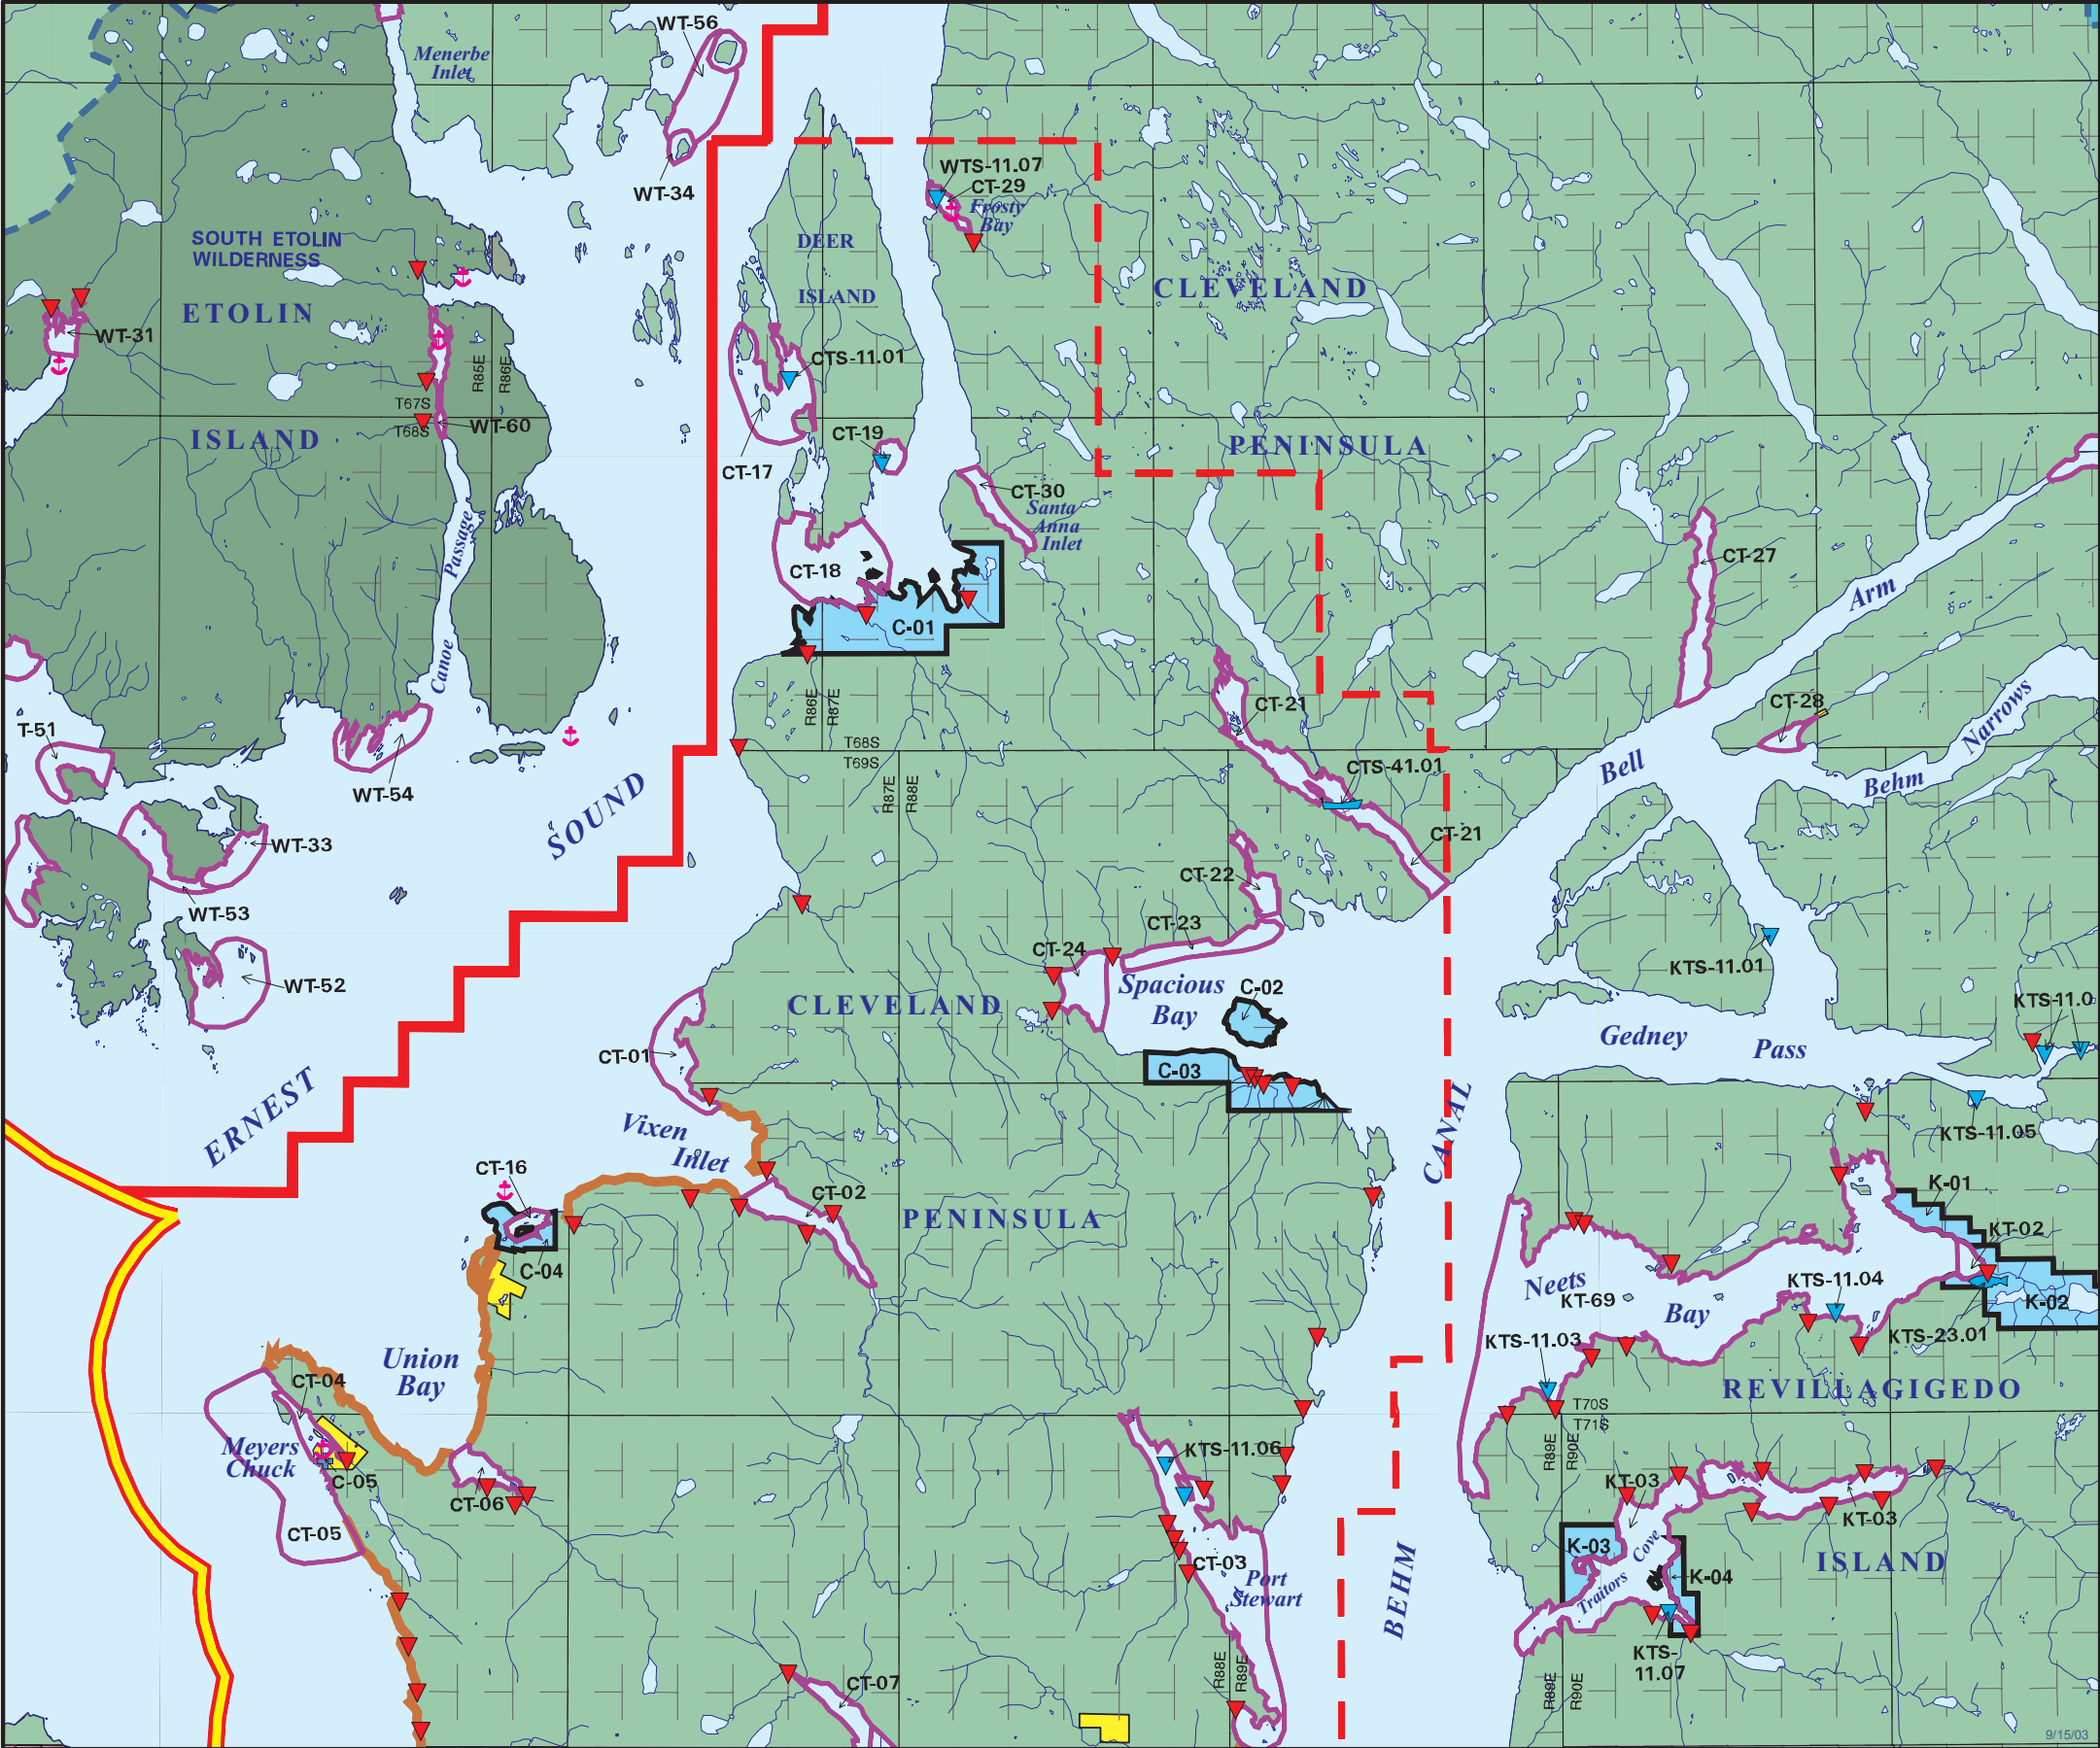 WT-56
Menerbe
Inlet
WT-34
WTS-11.07
CT-29
Frosty
Bay
SOUTH ETOLIN
WILDERNESS
DEER
ISLAND
CLEVELAND
ETOLIN
WT-31
R85E
R86E
CTS-11.01
T67S
T68S
WT-60
ISLAND
CT-19
CT-17
PENINSULA
CT-30
Santa
Anna
Inlet
CT-18
C-01
CT-27
Arm
Canoe
Passage
R86E
R87E
CT-21
CT-28
Narrows
T-51
T68S
T69S
WT-54
CTS-41.01
Bell
Behm
R87E
R88E
SOUND
WT-33
CT-21
CT-22
WT-53
CT-23
CT-24
KTS-11.01
WT-52
Spacious
Bay
C-02
CLEVELAND
KTS-11.0
Gedney
Pass
CT-01
C-03
ERNEST
Vixen
Inlet
CANAL
KTS-11.05
CT-16
CT-02
PENINSULA
K-01
KT-02
C-04
Neets
KT-69
Bay
KTS-11.04
K-02
KTS-23.01
KTS-11.03
Union
Bay
CT-04
REVILLAGIGEDO
T70S
T71S
R89E
R90E
Meyers
Chuck
C-05
CT-06
KTS-11.06
KT-03
KT-03
CT-05
K-03
Cove
Traitors
K-04
ISLAND
CT-03
Port
Stewart
BEHM
KTS-
11.07
R88E
R89E
R89E
R90E
CT-07
9/15/03